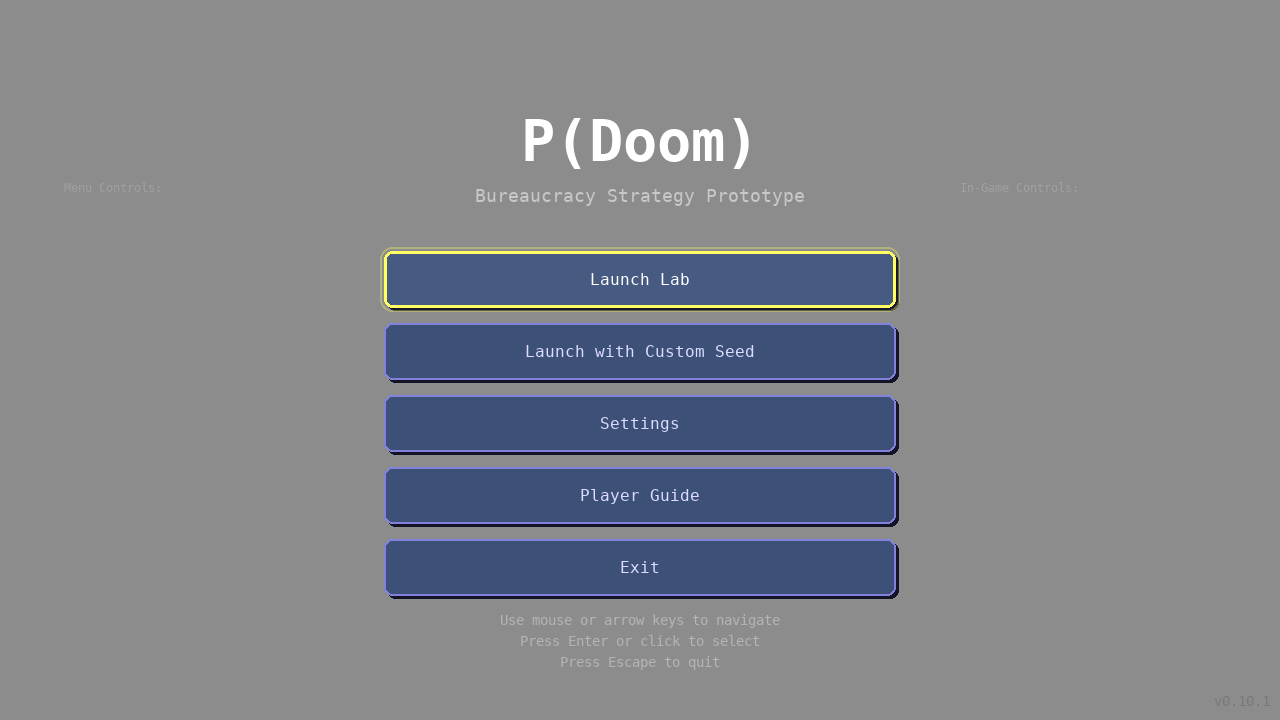 P(Doom)
Menu Controls:
In-Game Controls:
Bureaucracy Strategy Prototype
Launch Lab
Launch with Custom Seed
Settings
Player Guide
Exit
Use mouse or arrow keys to navigate
Press Enter or click to select
Press Escape to quit
v0.10.1